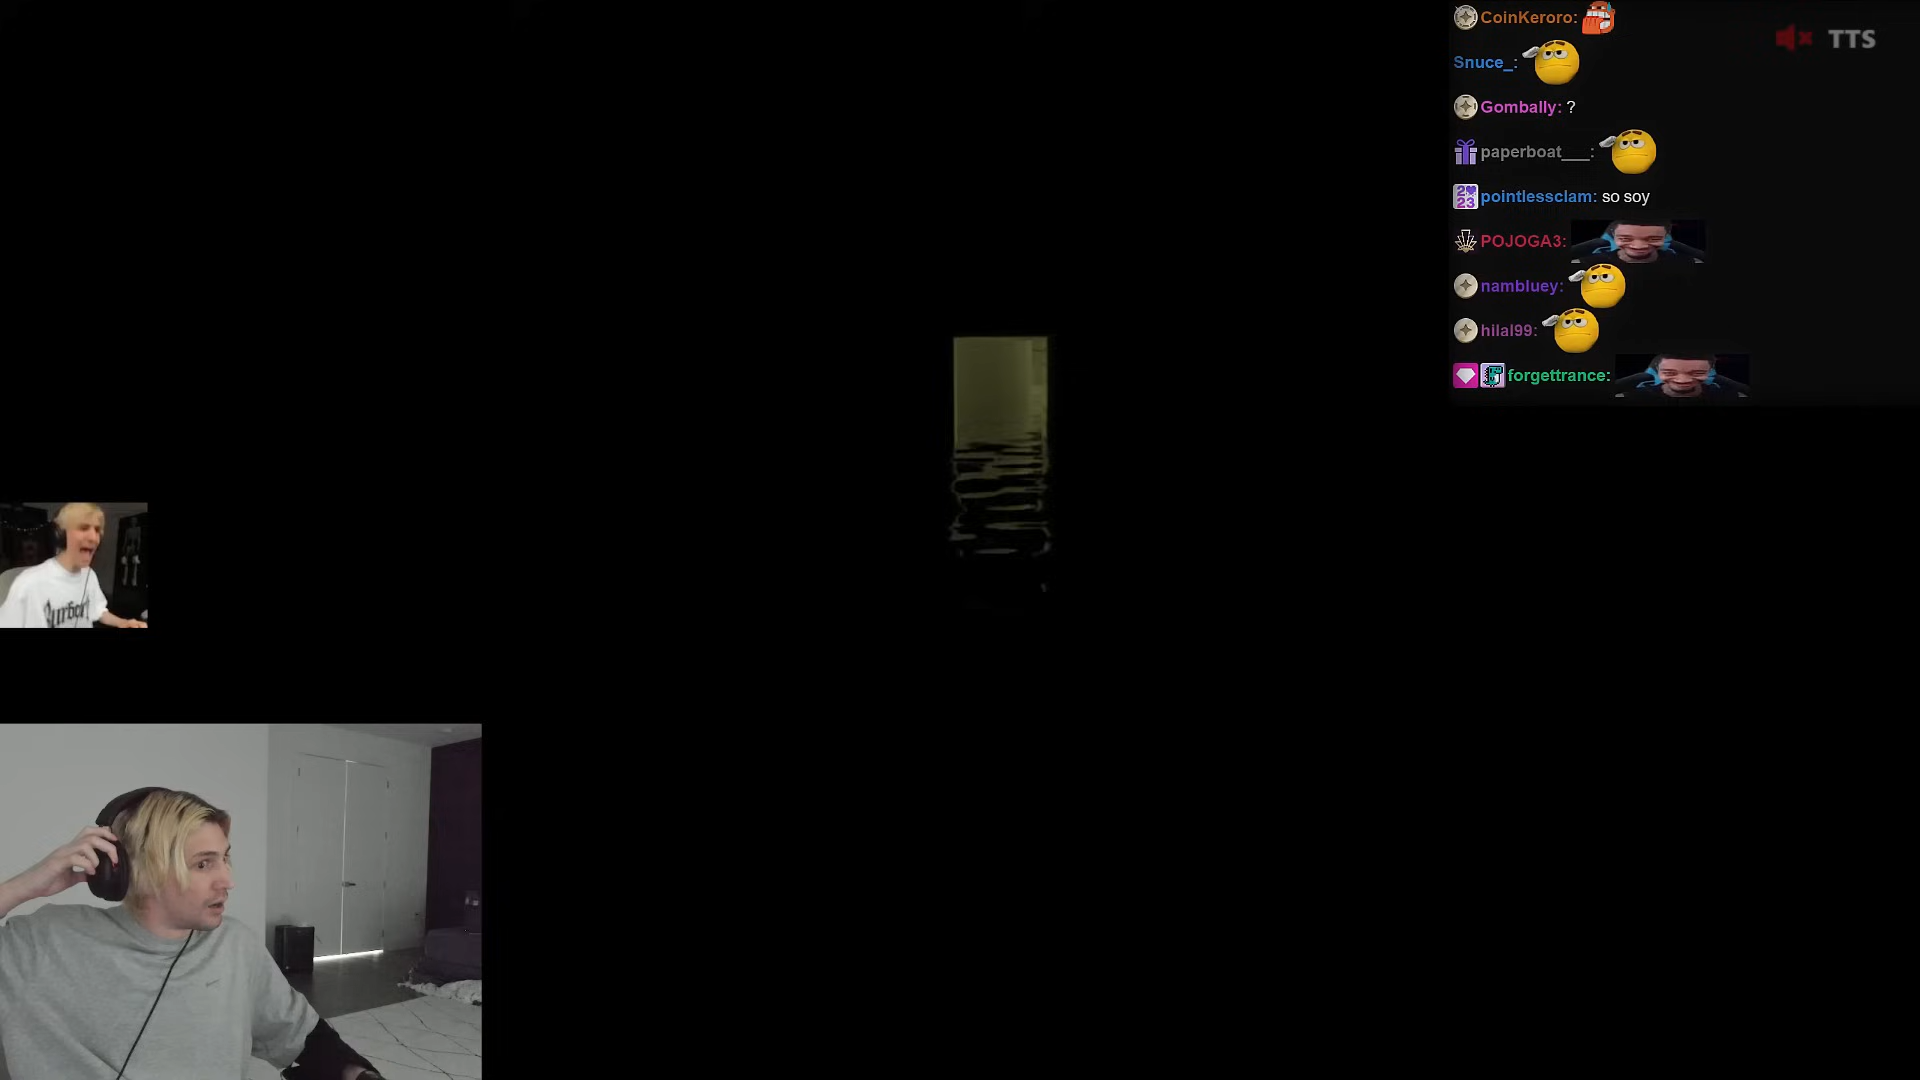 CoinKeroro:
TTS
Snuce_:
Gombally: ?
paperboat___:
pointlessclam: so soy
POJOGA3:
nambluey:
hilal99:
forgettrance: